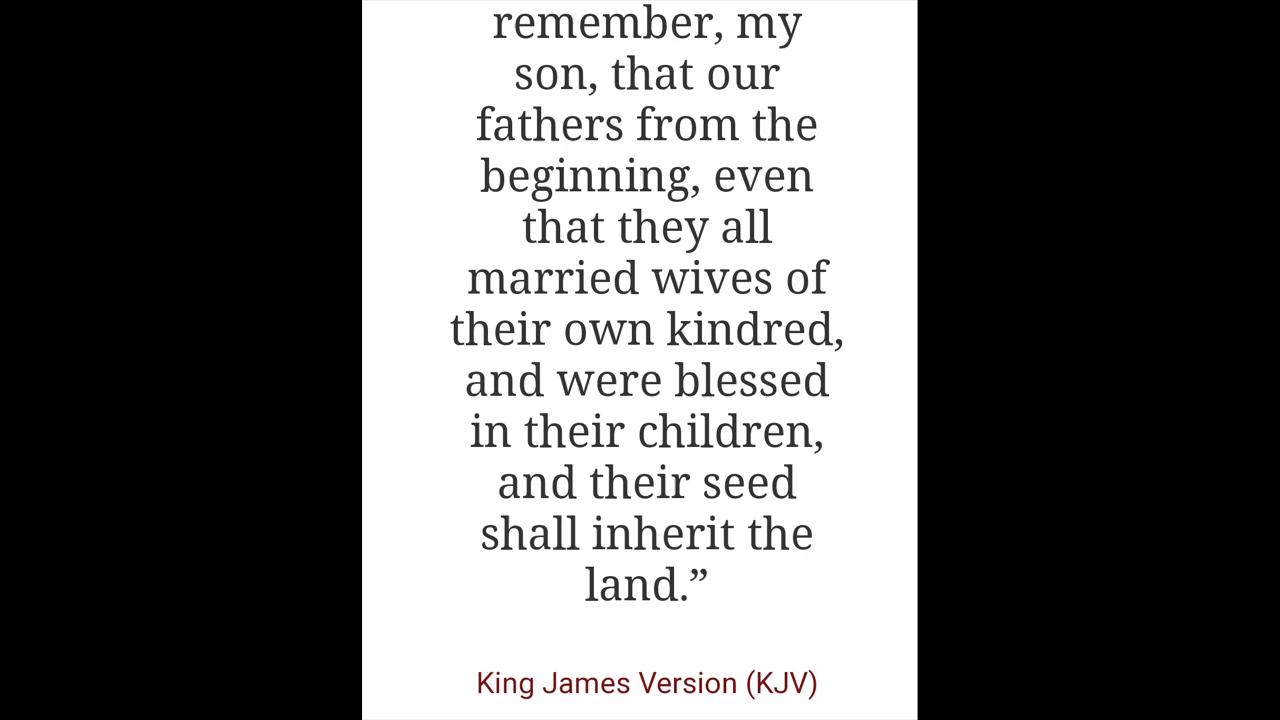 remember, my
son, that our
fathers from the
beginning, even
that they all
married wives of
their own kindred,
and were blessed
in their children,
and their seed
shall inherit the
land.”
King James Version (KJV)